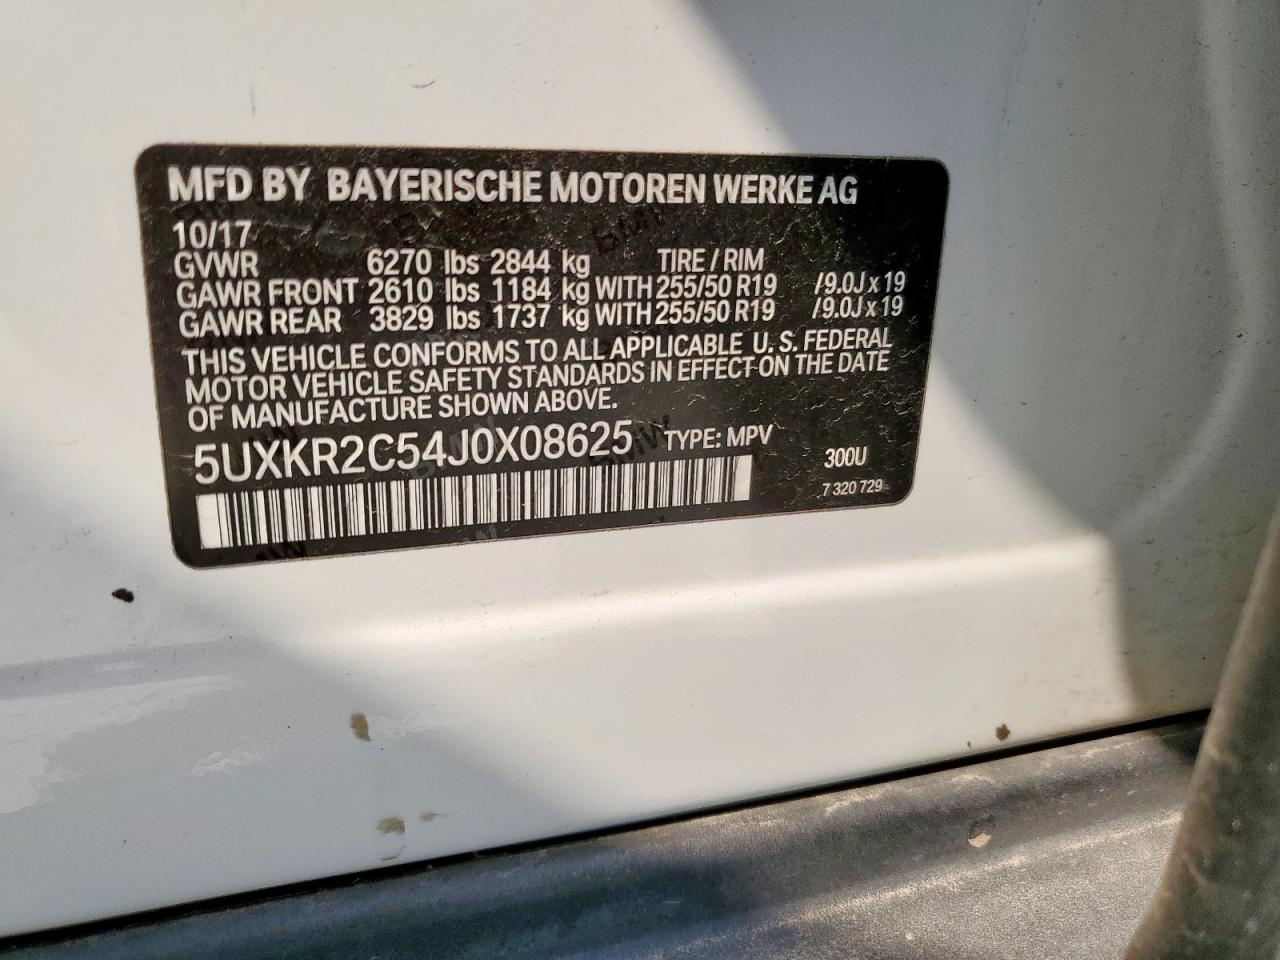 MFD BY BAYERISCHE MOTOREN WERKE AG
10/17
GVWR 6270 lbs 2844 kg TIRE / RIM
GAWR FRONT 2610 lbs 1184 kg WITH 255/50 R19 /9.0J x 19
GAWR REAR 3829 lbs 1737 kg WITH 255/50 R19 /9.0J x 19
THIS VEHICLE CONFORMS TO ALL APPLICABLE U. S. FEDERAL
MOTOR VEHICLE SAFETY STANDARDS IN EFFECT ON THE DATE
OF MANUFACTURE SHOWN ABOVE.
5UXKR2C54J0X08625 TYPE: MPV 300U
7 320 729